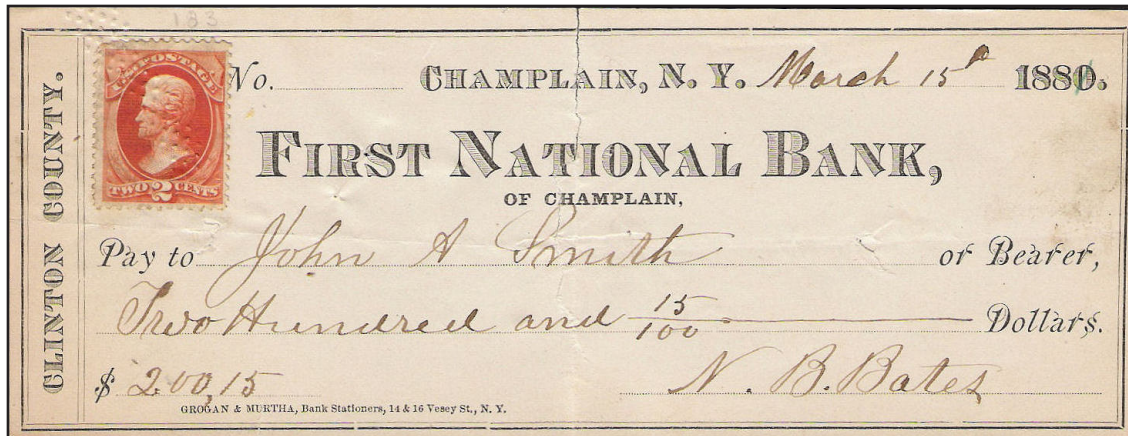 183
U.S. POSTAGE
TWO 2 CENTS
CLINTON COUNTY.
No. CHAMPLAIN, N. Y. March 15th 1880.
FIRST NATIONAL BANK,
OF CHAMPLAIN,
Pay to John A Smith or Bearer,
Two Hundred and 15/100 Dollars.
$ 200,15 N. B. Bates
GROGAN & MURTHA, Bank Stationers, 14 & 16 Vesey St., N. Y.